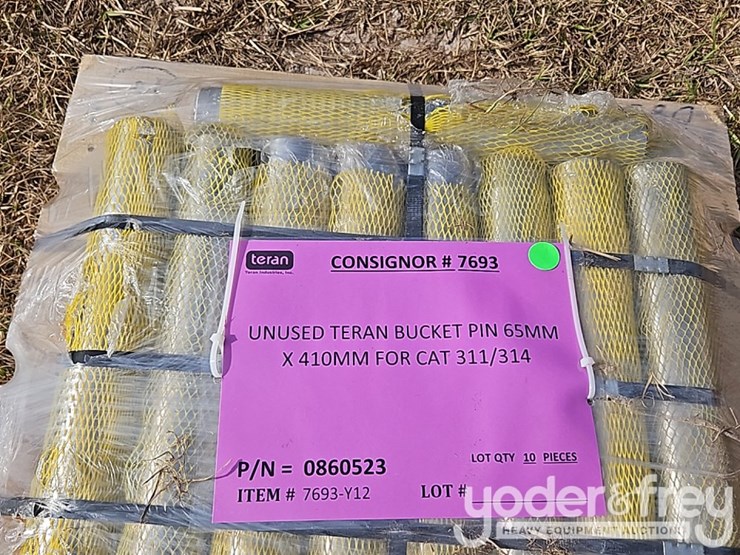 teran
Teran Industries, Inc.
CONSIGNOR # 7693
UNUSED TERAN BUCKET PIN 65MM
X 410MM FOR CAT 311/314
P/N = 0860523
LOT QTY 10 PIECES
ITEM # 7693-Y12
LOT #
yoder&frey
HEAVY EQUIPMENT AUCTIONS